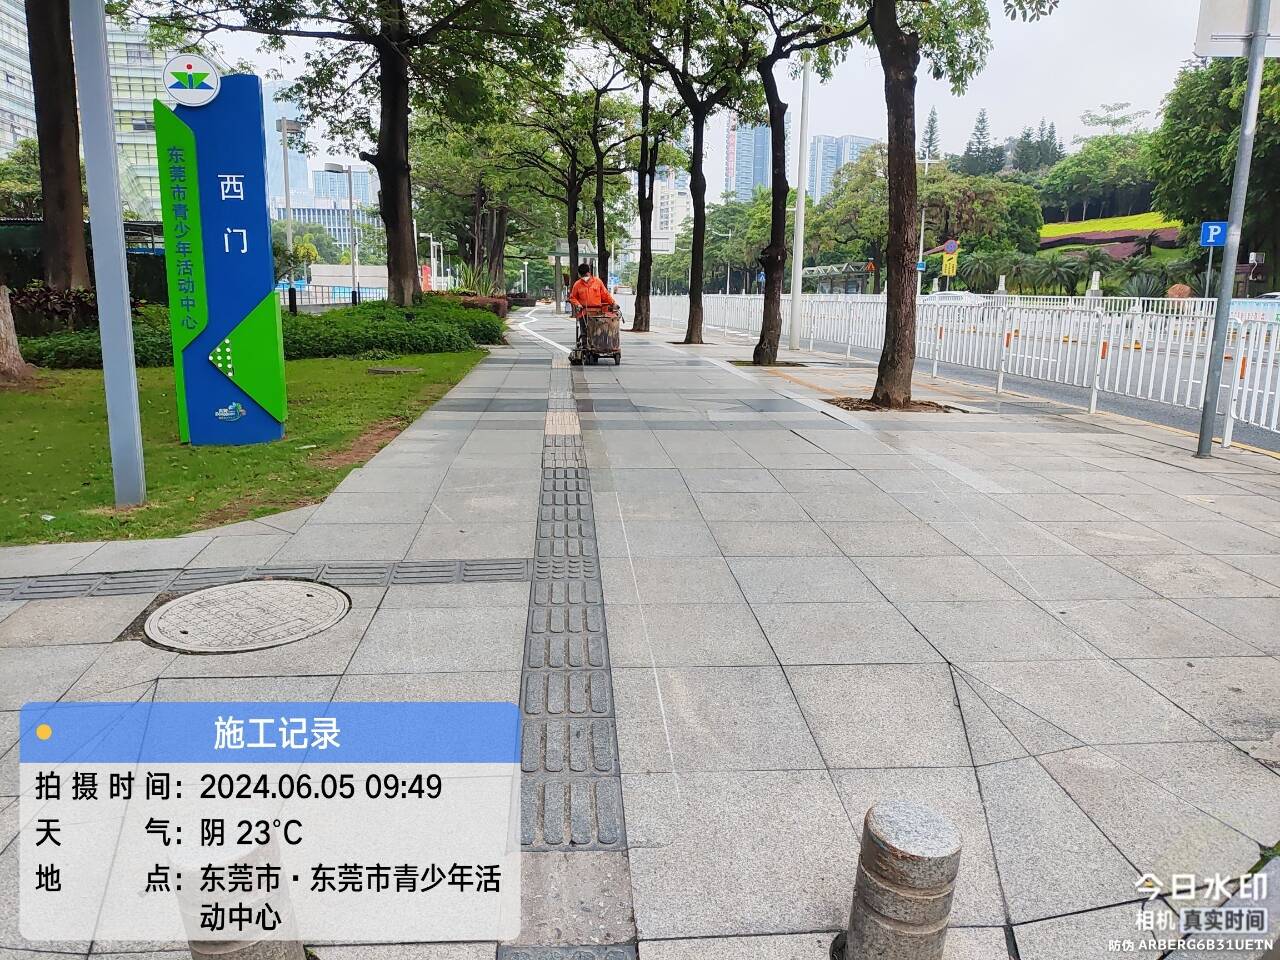 东莞市青少年活动中心
西门
P
施工记录
拍摄时间：2024.06.05 09:49
天气：阴 23℃
地点：东莞市·东莞市青少年活
动中心
今日水印
相机 真实时间
防伪 ARBERG6B31UETN